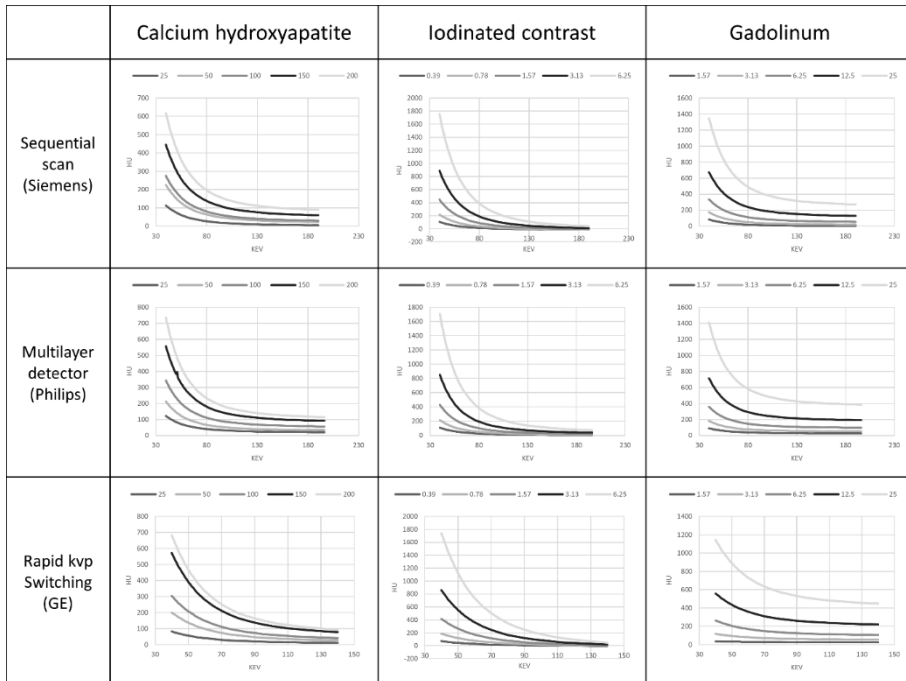 Calcium hydroxyapatite
Iodinated contrast
Gadolinum
Sequential
scan
(Siemens)
25 50 100 150 200
700
600
500
400
300
200
100
0
HU
30 80 130 180 230
KEV
0.39 0.78 1.57 3.13 6.25
2000
1800
1600
1400
1200
1000
800
600
400
200
0
-200
HU
30 80 130 180 230
KEV
1.57 3.13 6.25 12.5 25
1600
1400
1200
1000
800
600
400
200
0
HU
30 80 130 180 230
KEV
Multilayer
detector
(Philips)
25 50 100 150 200
800
700
600
500
400
300
200
100
0
HU
30 80 130 180 230
KEV
0.39 0.78 1.57 3.13 6.25
1800
1600
1400
1200
1000
800
600
400
200
0
HU
30 80 130 180 230
KEV
1.57 3.13 6.25 12.5 25
1600
1400
1200
1000
800
600
400
200
0
HU
30 80 130 180 230
KEV
Rapid kvp
Switching
(GE)
25 50 100 150 200
800
700
600
500
400
300
200
100
0
HU
30 50 70 90 110 130 150
KEV
0.39 0.78 1.57 3.13 6.25
2000
1800
1600
1400
1200
1000
800
600
400
200
0
-200
HU
30 50 70 90 110 130 150
KEV
1.57 3.13 6.25 12.5 25
1400
1200
1000
800
600
400
200
0
HU
30 50 70 90 110 130 150
KEV